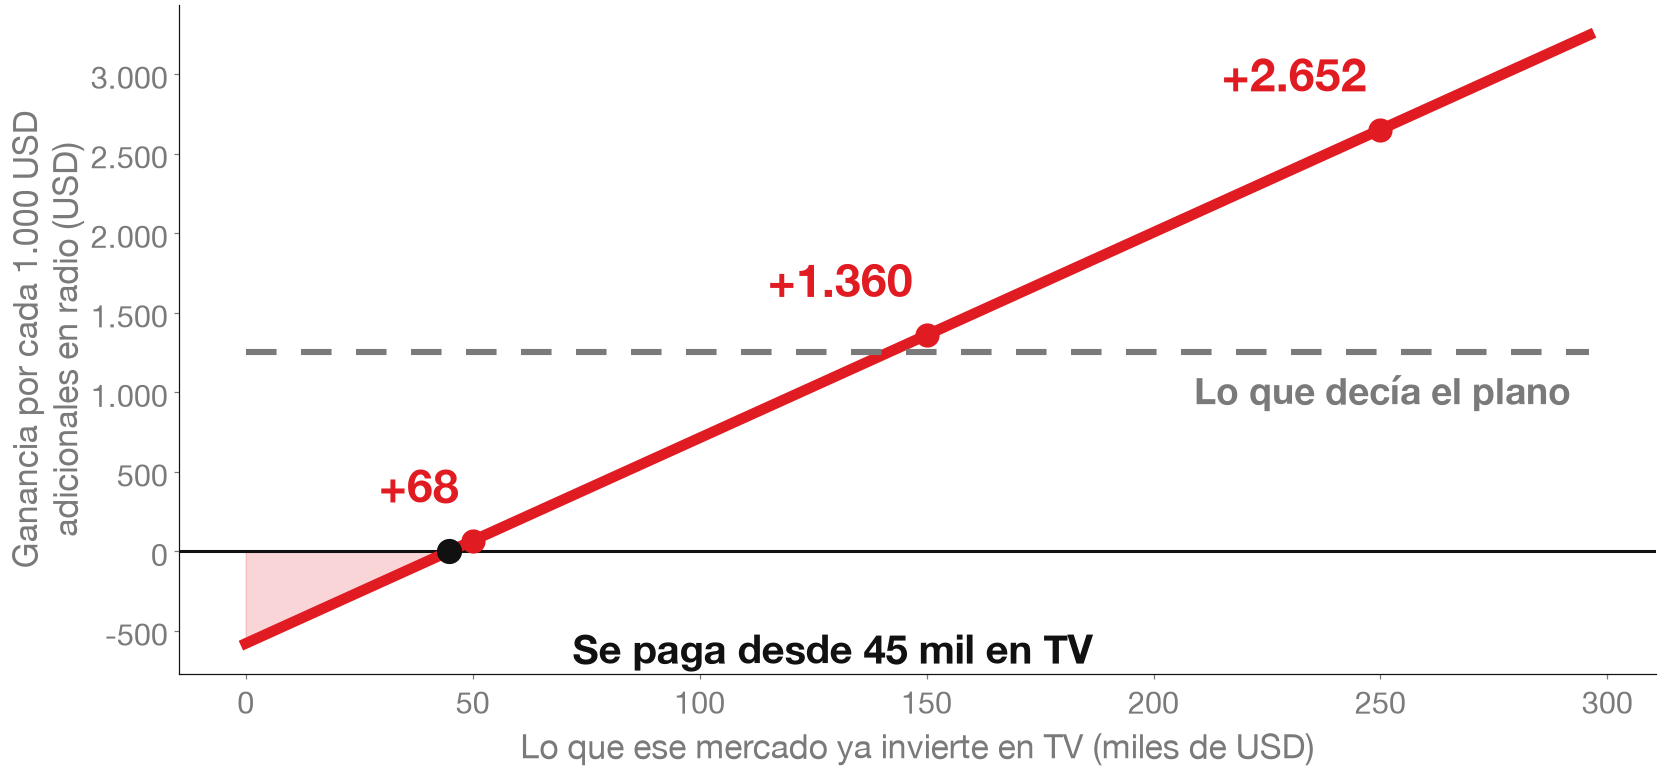 Ganancia por cada 1.000 USD
adicionales en radio (USD)
3.000
2.500
2.000
1.500
1.000
500
0
-500
+2.652
+1.360
Lo que decía el plano
+68
Se paga desde 45 mil en TV
0 50 100 150 200 250 300
Lo que ese mercado ya invierte en TV (miles de USD)